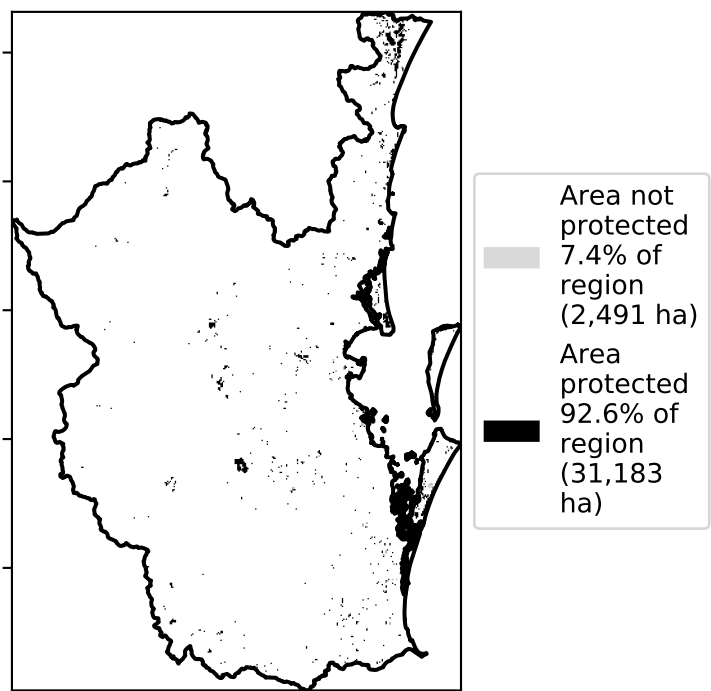 Area not
protected
7.4% of
region
(2,491 ha)
Area
protected
92.6% of
region
(31,183
ha)